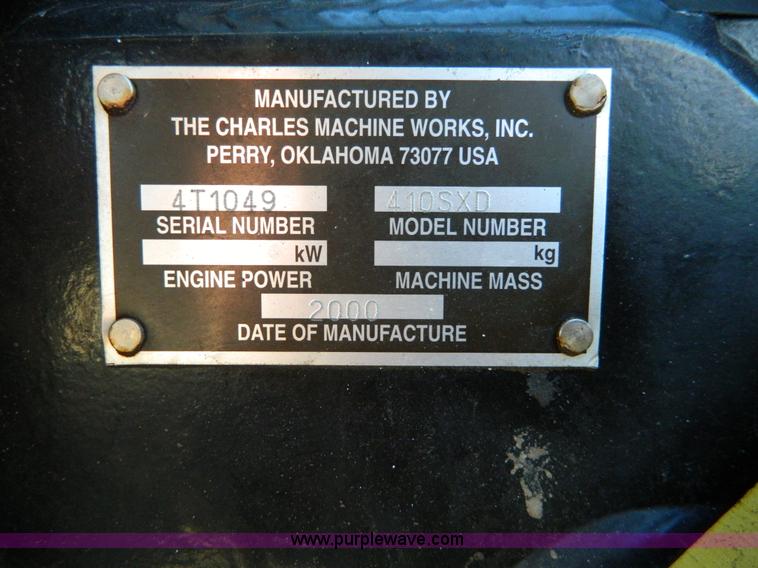 MANUFACTURED BY
THE CHARLES MACHINE WORKS, INC.
PERRY, OKLAHOMA 73077 USA
4T1049 410SXD
SERIAL NUMBER MODEL NUMBER
kW kg
ENGINE POWER MACHINE MASS
2000
DATE OF MANUFACTURE
www.purplewave.com